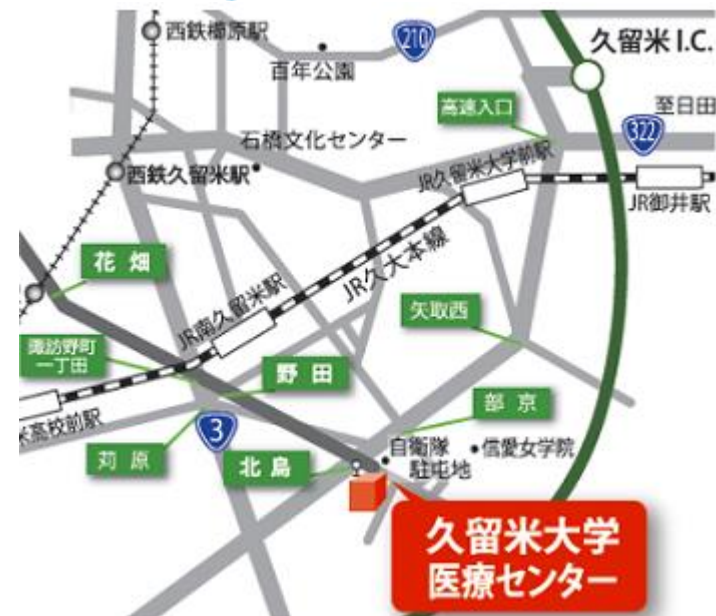 西鉄櫛原駅
210
久留米 I.C.
百年公園
高速入口
至日田
322
石橋文化センター
西鉄久留米駅
JR久留米大学前駅
JR御井駅
花畑
JR久大本線
JR南久留米駅
矢取西
諏訪野町
一丁田
野田
部京
米高校前駅
3
苅原
北島
自衛隊
駐屯地
信愛女学院
久留米大学
医療センター